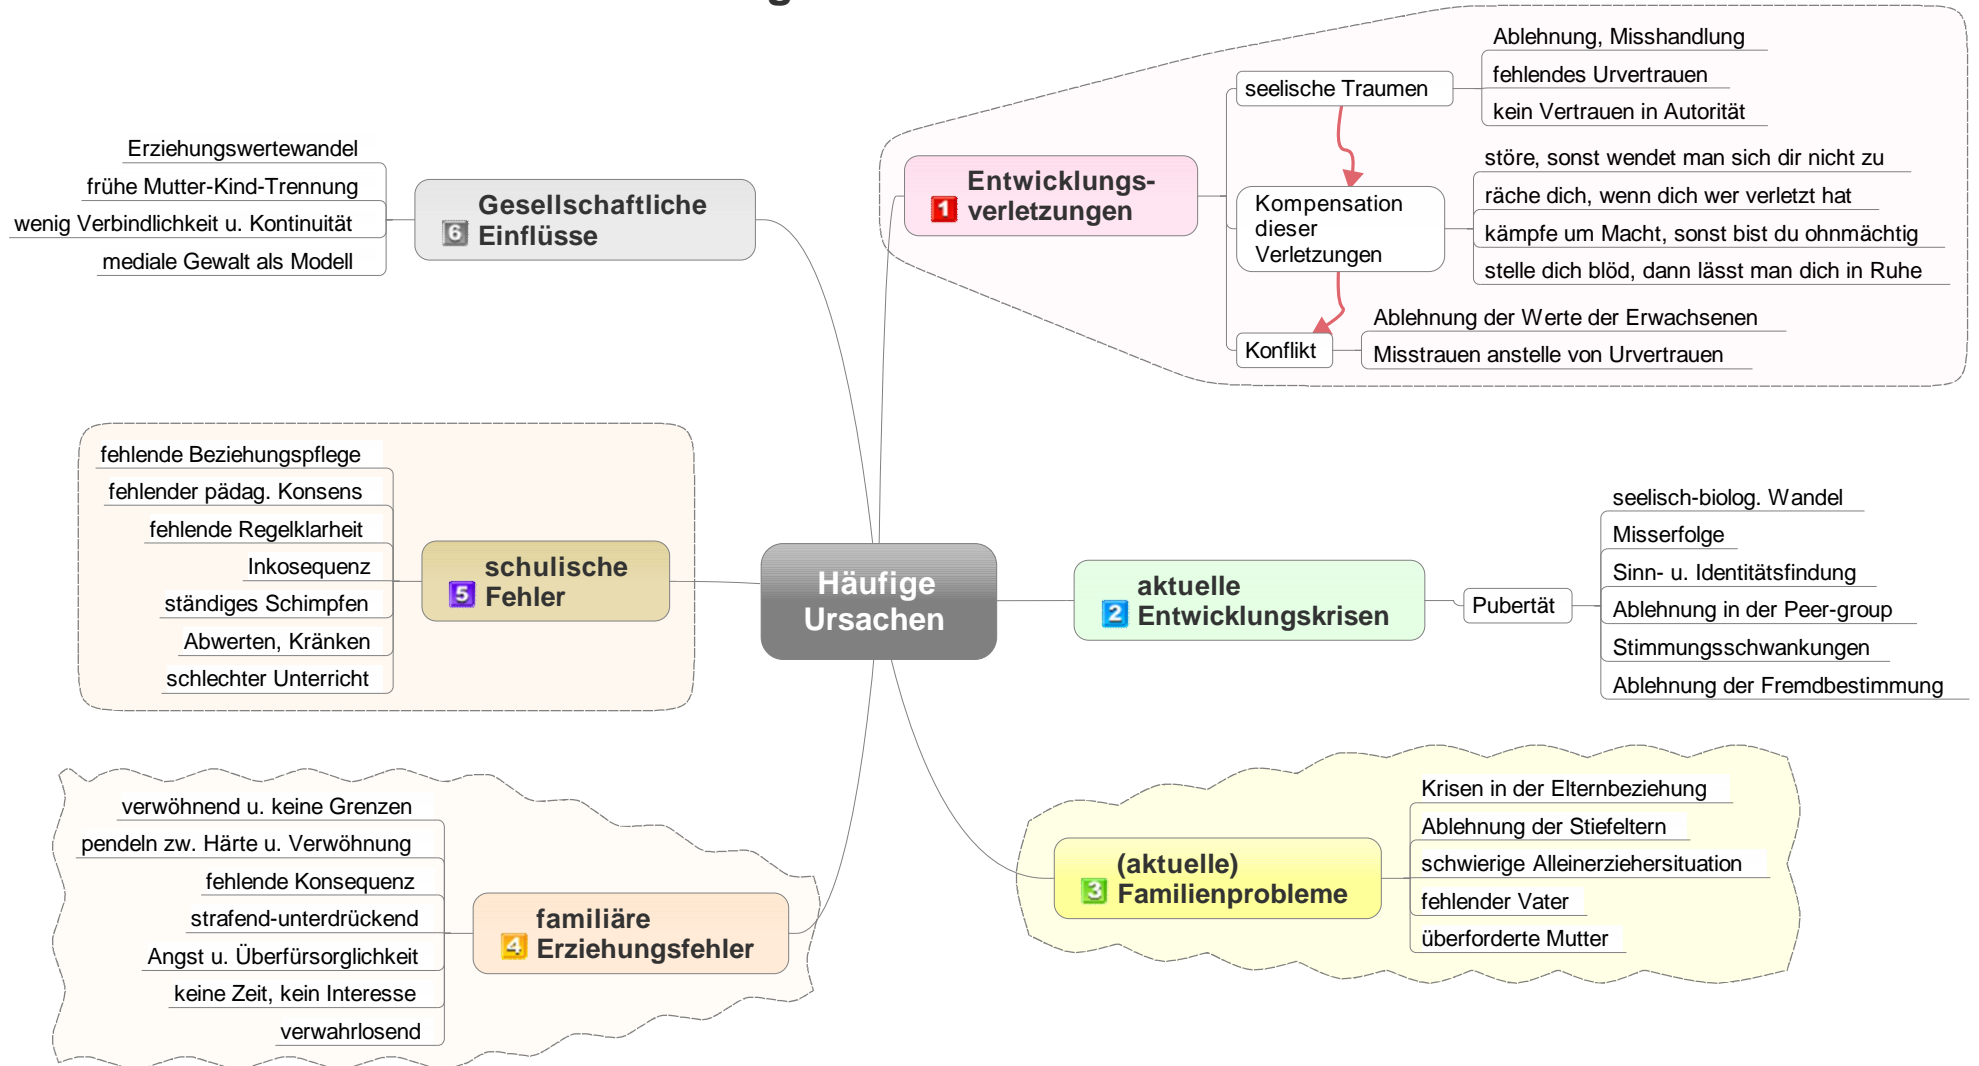 Häufige
Ursachen
1
Entwicklungs-
verletzungen
seelische Traumen
Ablehnung, Misshandlung
fehlendes Urvertrauen
kein Vertrauen in Autorität
Kompensation
dieser
Verletzungen
störe, sonst wendet man sich dir nicht zu
räche dich, wenn dich wer verletzt hat
kämpfe um Macht, sonst bist du ohnmächtig
stelle dich blöd, dann lässt man dich in Ruhe
Konflikt
Ablehnung der Werte der Erwachsenen
Misstrauen anstelle von Urvertrauen
2
aktuelle
Entwicklungskrisen
Pubertät
seelisch-biolog. Wandel
Misserfolge
Sinn- u. Identitätsfindung
Ablehnung in der Peer-group
Stimmungsschwankungen
Ablehnung der Fremdbestimmung
3
(aktuelle)
Familienprobleme
Krisen in der Elternbeziehung
Ablehnung der Stiefeltern
schwierige Alleinerziehersituation
fehlender Vater
überforderte Mutter
4
familiäre
Erziehungsfehler
verwöhnend u. keine Grenzen
pendeln zw. Härte u. Verwöhnung
fehlende Konsequenz
strafend-unterdrückend
Angst u. Überfürsorglichkeit
keine Zeit, kein Interesse
verwahrlosend
5
schulische
Fehler
fehlende Beziehungspflege
fehlender pädag. Konsens
fehlende Regelklarheit
Inkosequenz
ständiges Schimpfen
Abwerten, Kränken
schlechter Unterricht
6
Gesellschaftliche
Einflüsse
Erziehungswertewandel
frühe Mutter-Kind-Trennung
wenig Verbindlichkeit u. Kontinuität
mediale Gewalt als Modell